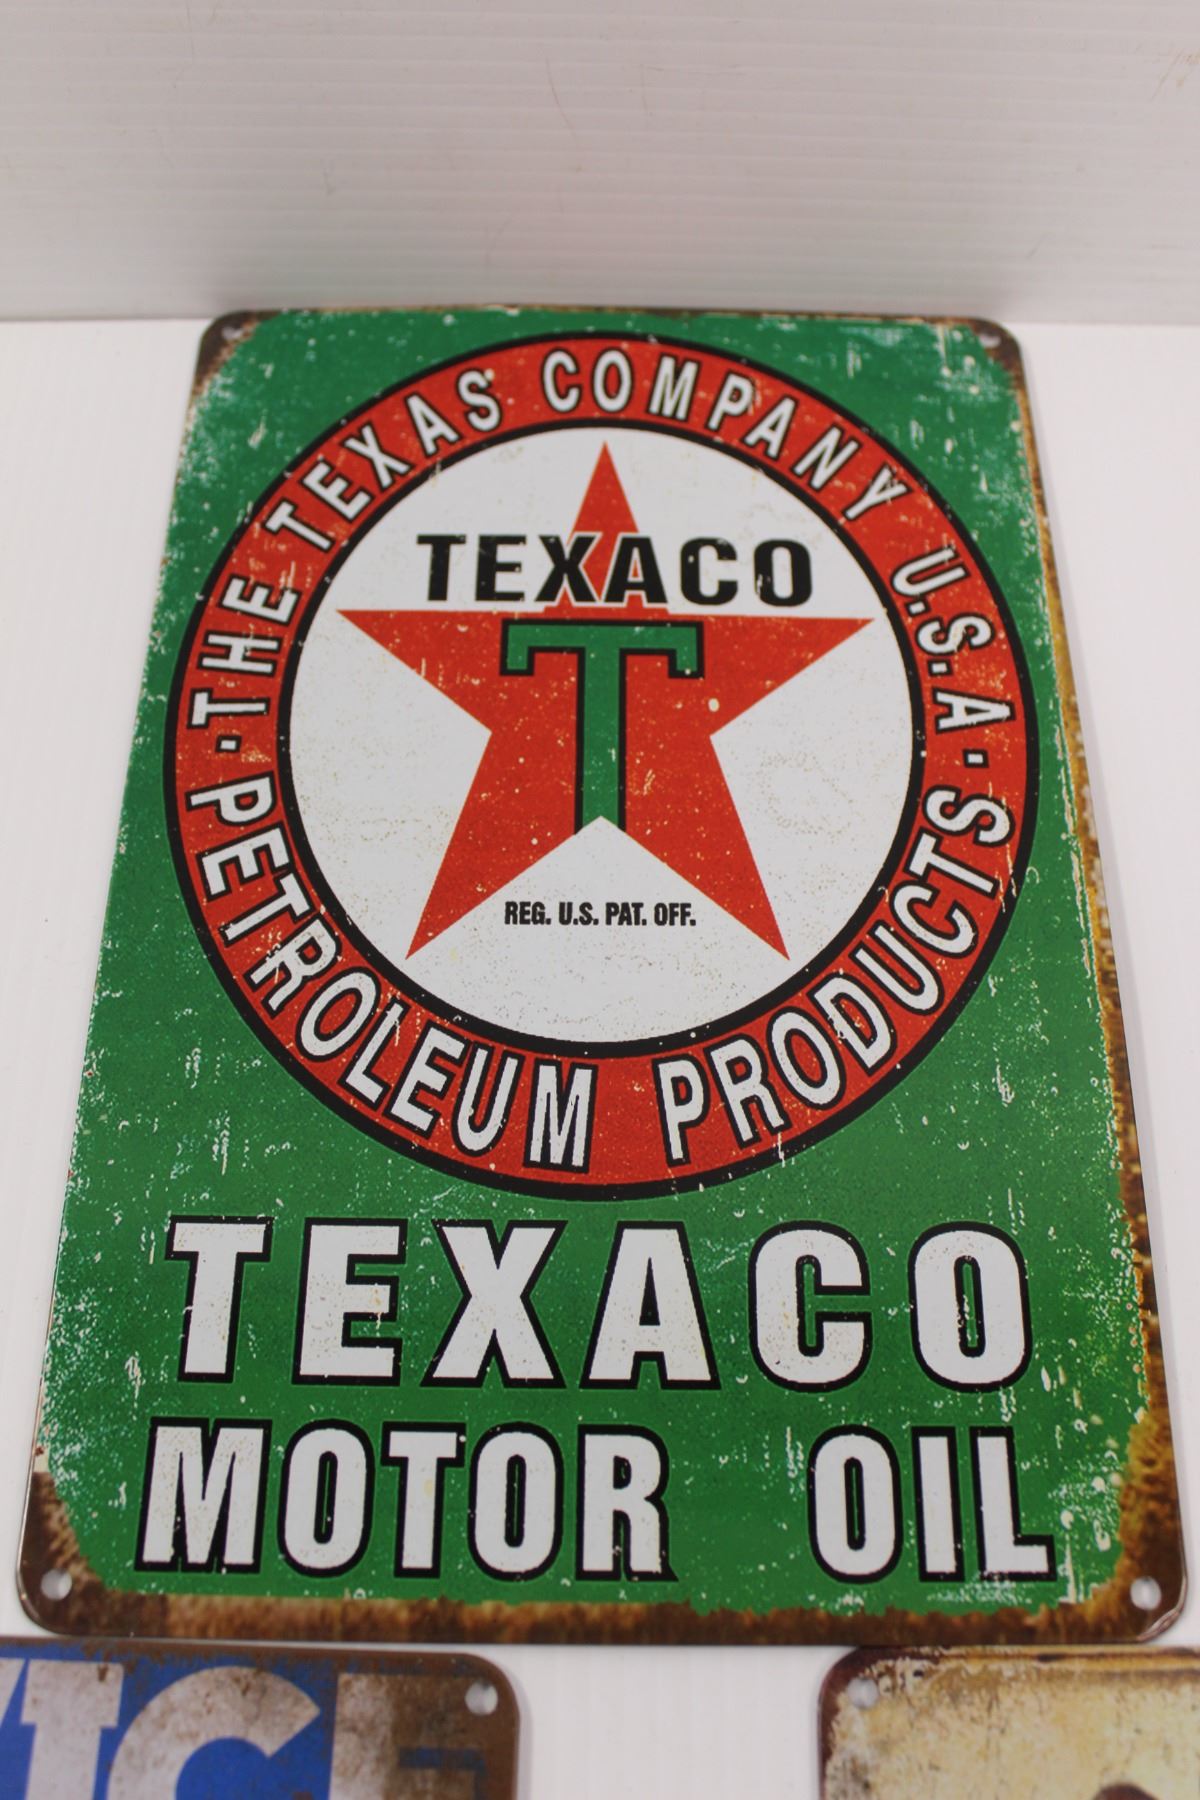 ·THE TEXAS COMPANY U.S.A·
TEXACO
T
REG. U.S. PAT. OFF.
PETROLEUM PRODUCTS
TEXACO
MOTOR OIL